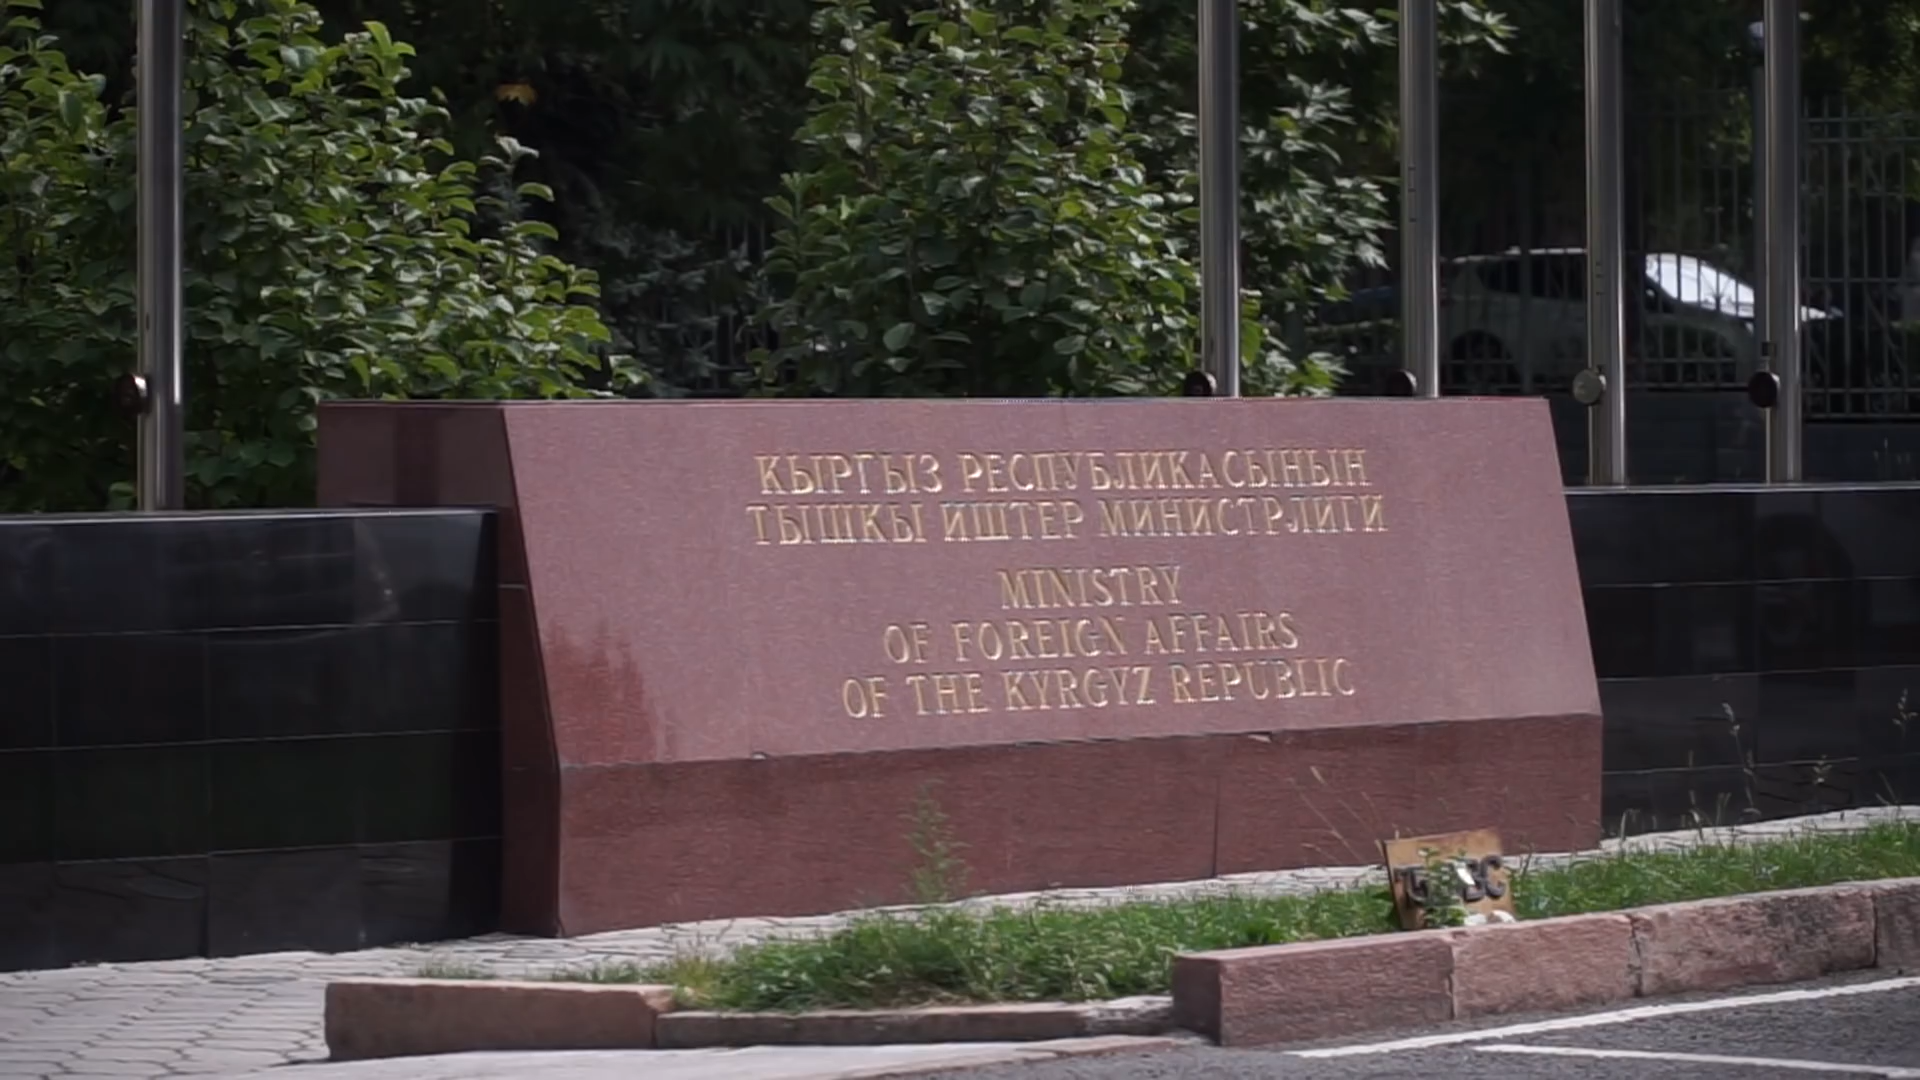 КЫРГЫЗ РЕСПУБЛИКАСЫНЫН
ТЫШКЫ ИШТЕР МИНИСТРЛИГИ
MINISTRY
OF FOREIGN AFFAIRS
OF THE KYRGYZ REPUBLIC